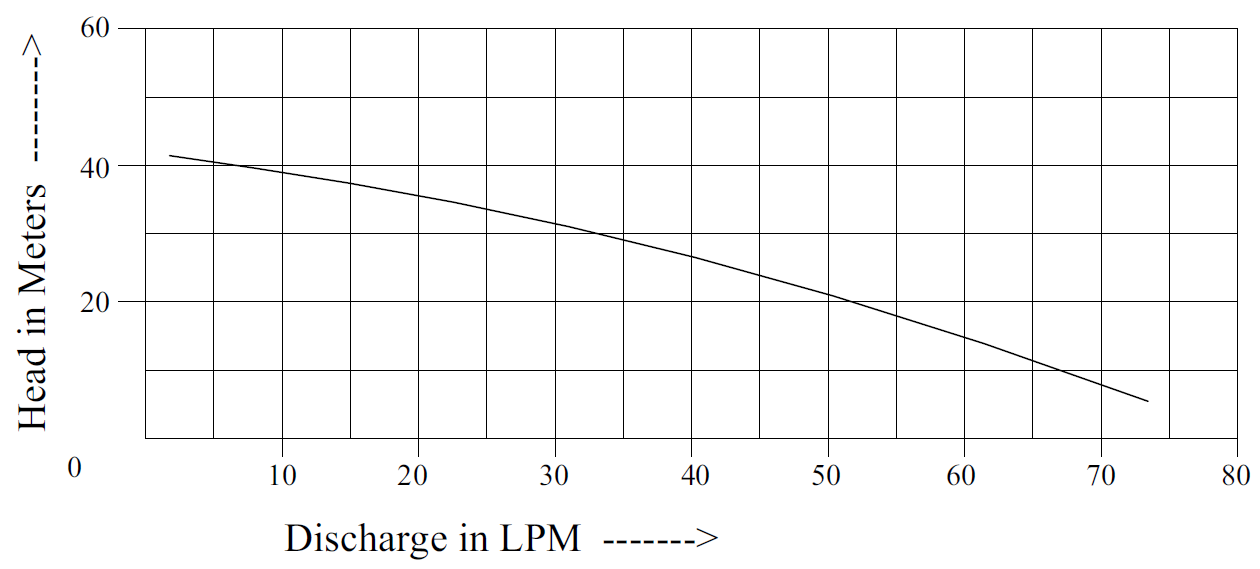 60
40
20
0
Head in Meters --------->
10 20 30 40 50 60 70 80
Discharge in LPM ------->